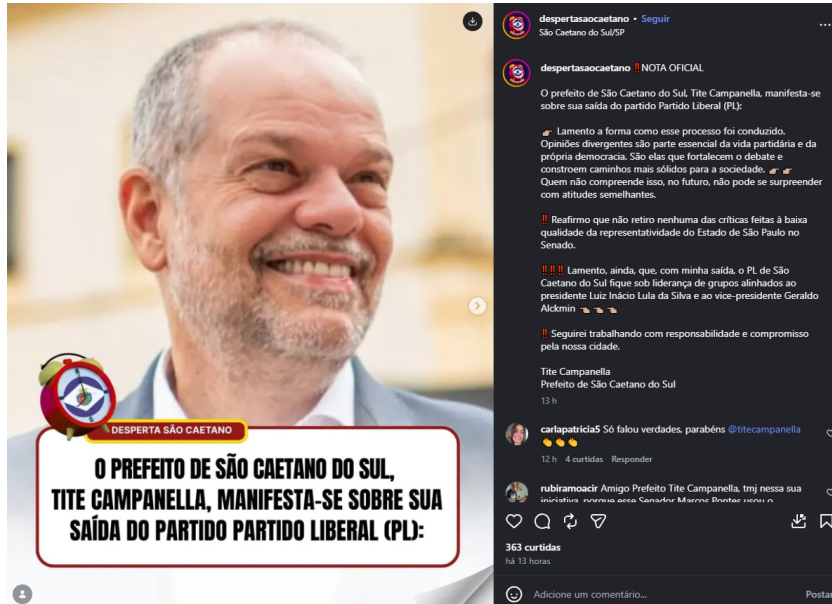 despertasaocaetano • Seguir
São Caetano do Sul/SP
despertasaocaetano ‼️NOTA OFICIAL
O prefeito de São Caetano do Sul, Tite Campanella, manifesta-se
sobre sua saída do partido Partido Liberal (PL):
👉🏼 Lamento a forma como esse processo foi conduzido.
Opiniões divergentes são parte essencial da vida partidária e da
própria democracia. São elas que fortalecem o debate e
constroem caminhos mais sólidos para a sociedade. 👉🏼 👉🏼
Quem não compreende isso, no futuro, não pode se surpreender
com atitudes semelhantes.
‼️ Reafirmo que não retiro nenhuma das críticas feitas à baixa
qualidade da representatividade do Estado de São Paulo no
Senado.
‼️‼️‼️ Lamento, ainda, que, com minha saída, o PL de São
Caetano do Sul fique sob liderança de grupos alinhados ao
presidente Luiz Inácio Lula da Silva e ao vice-presidente Geraldo
Alckmin 👈🏼 👈🏼 👈🏼
‼️ Seguirei trabalhando com responsabilidade e compromisso
pela nossa cidade.
Tite Campanella
Prefeito de São Caetano do Sul
13 h
carlapatricia5 Só falou verdades, parabéns @titecampanella
👏👏👏
12 h 4 curtidas Responder
rubiramoacir Amigo Prefeito Tite Campanella, tmj nessa sua
iniciativa, porque esse Senador Marcos Pontes usou o
363 curtidas
há 13 horas
Adicione um comentário...
Postar
DESPERTA SÃO CAETANO
O PREFEITO DE SÃO CAETANO DO SUL,
TITE CAMPANELLA, MANIFESTA-SE SOBRE SUA
SAÍDA DO PARTIDO PARTIDO LIBERAL (PL):